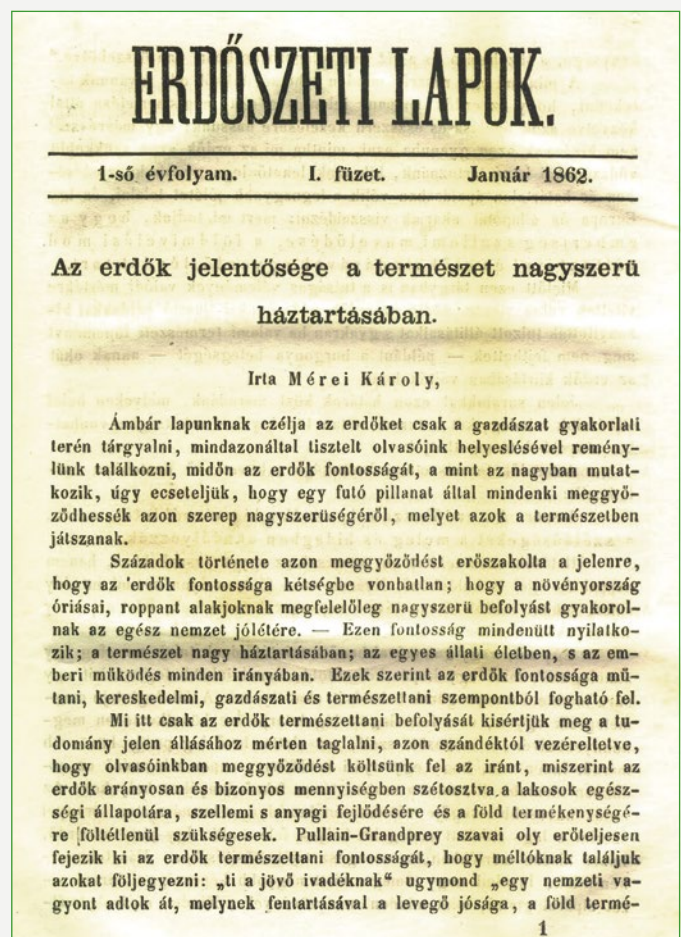 ERDŐSZETI LAPOK.
1-ső évfolyam. I. füzet. Január 1862.
Az erdők jelentősége a természet nagyszerü
háztartásában.
Irta Mérei Károly,
Ámbár lapunknak czélja az erdőket csak a gazdászat gyakorlati
terén tárgyalni, mindazonáltal tisztelt olvasóink helyeslésével remény-
lünk találkozni, midőn az erdők fontosságát, a mint az nagyban mutat-
kozik, úgy ecseteljük, hogy egy futó pillanat által mindenki meggyő-
ződhessék azon szerep nagyszerüségéről, melyet azok a természetben
játszanak.
Századok története azon meggyőződést erőszakolta a jelenre,
hogy az 'erdők fontossága kétségbe vonhatlan; hogy a növényország
óriásai, roppant alakjoknak megfelelőleg nagyszerü befolyást gyakorol-
nak az egész nemzet jólétére. — Ezen fontosság mindenütt nyilatko-
zik; a természet nagy háztartásában; az egyes állati életben, s az em-
beri működés minden irányában. Ezek szerint az erdők fontossága mű-
tani, kereskedelmi, gazdászati és természettani szempontból fogható fel.
Mi itt csak az erdők természettani befolyását kisértjük meg a tu-
domány jelen állásához mérten taglalni, azon szándéktól vezéreltetve,
hogy olvasóinkban meggyőződést költsünk fel az iránt, miszerint az
erdők arányosan és bizonyos mennyiségben szétosztva a lakosok egész-
ségi állapotára, szellemi s anyagi fejlődésére és a föld termékenységé-
re föltétlenül szükségesek. Pullain-Grandprey szavai oly erőteljesen
fejezik ki az erdők természettani fontosságát, hogy méltóknak találjuk
azokat följegyezni: „ti a jövő ivadéknak“ ugymond „egy nemzeti va-
gyont adtok át, melynek fentartásával a levegő jósága, a föld termé-
1